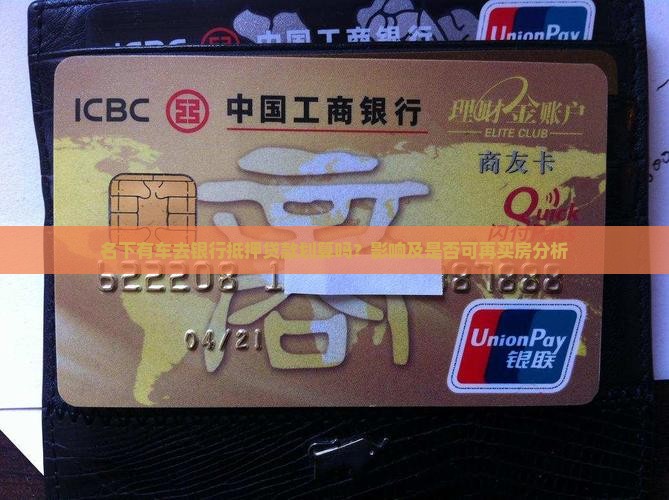 ICBC 中国工商银行 UnionPay
ICBC 中国工商银行 理财金账户
ELITE CLUB
商友卡
Quick
闪付
名下有车去银行抵押贷款划算吗？影响及是否可再买房分析
622208 1
04/21
UnionPay
银联